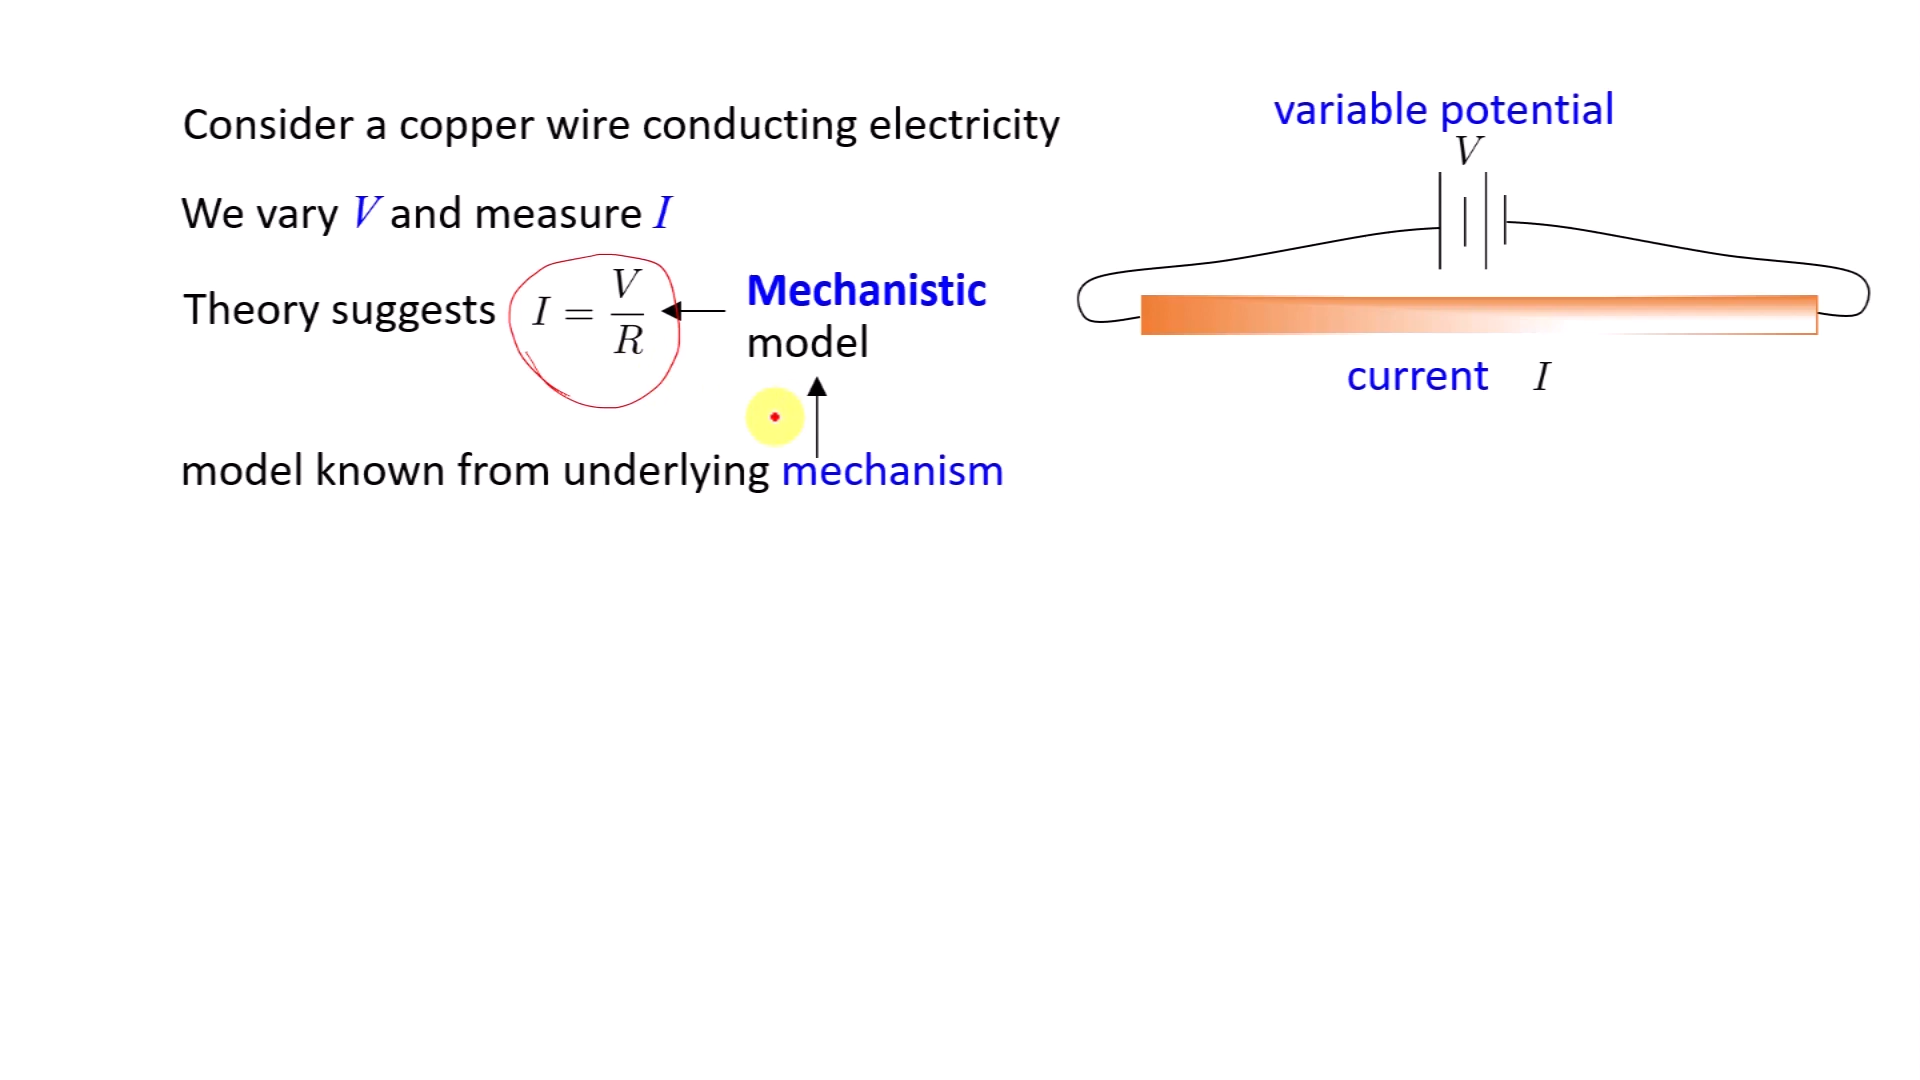 Consider a copper wire conducting electricity
We vary V and measure I
Theory suggests I = V/R
Mechanistic
model
model known from underlying mechanism
variable potential
V
current I